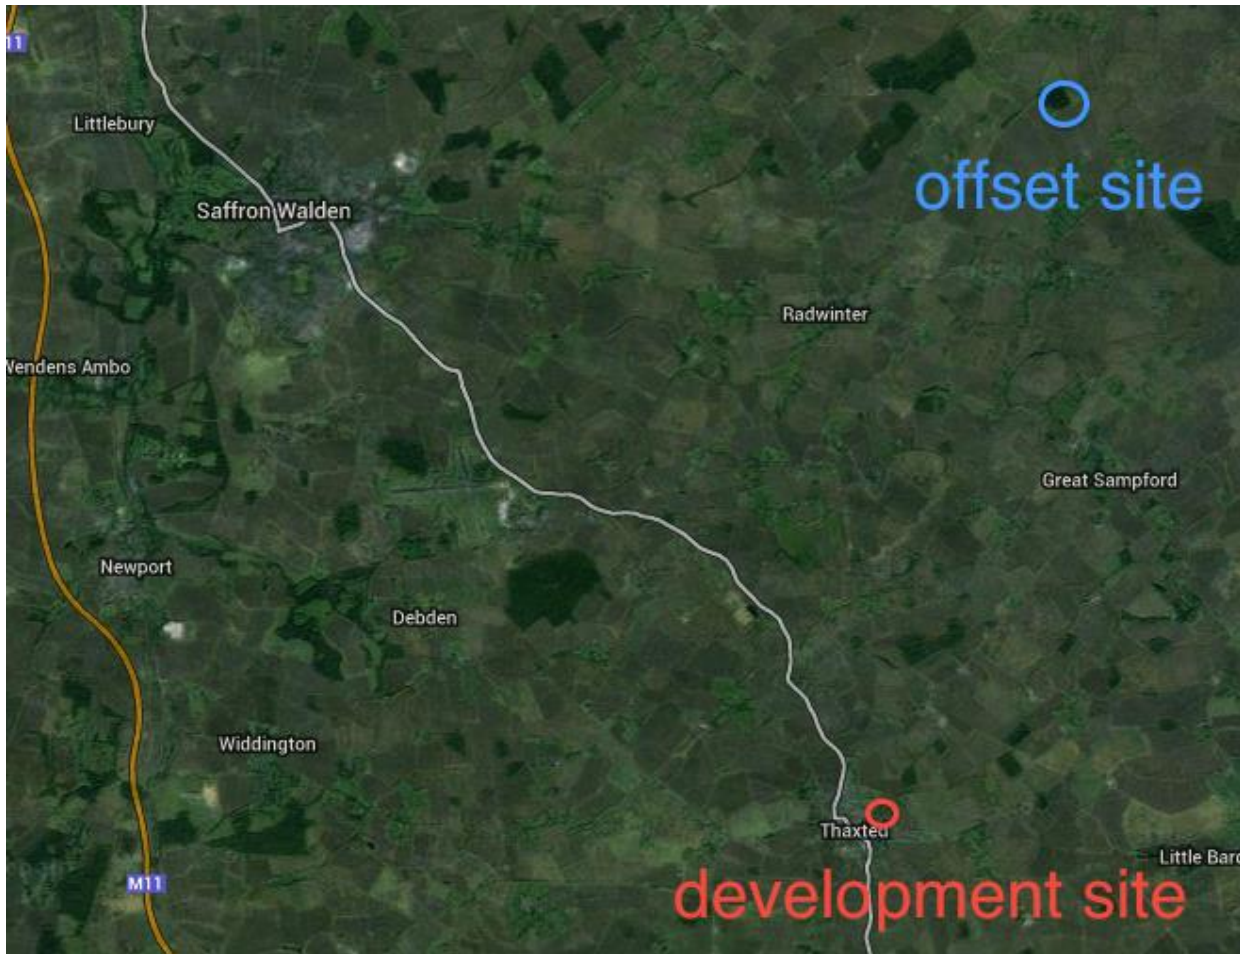 11
Littlebury
offset site
Saffron Walden
Radwinter
Wendens Ambo
Great Sampford
Newport
Debden
Widdington
Thaxted
Little Bard
M11
development site